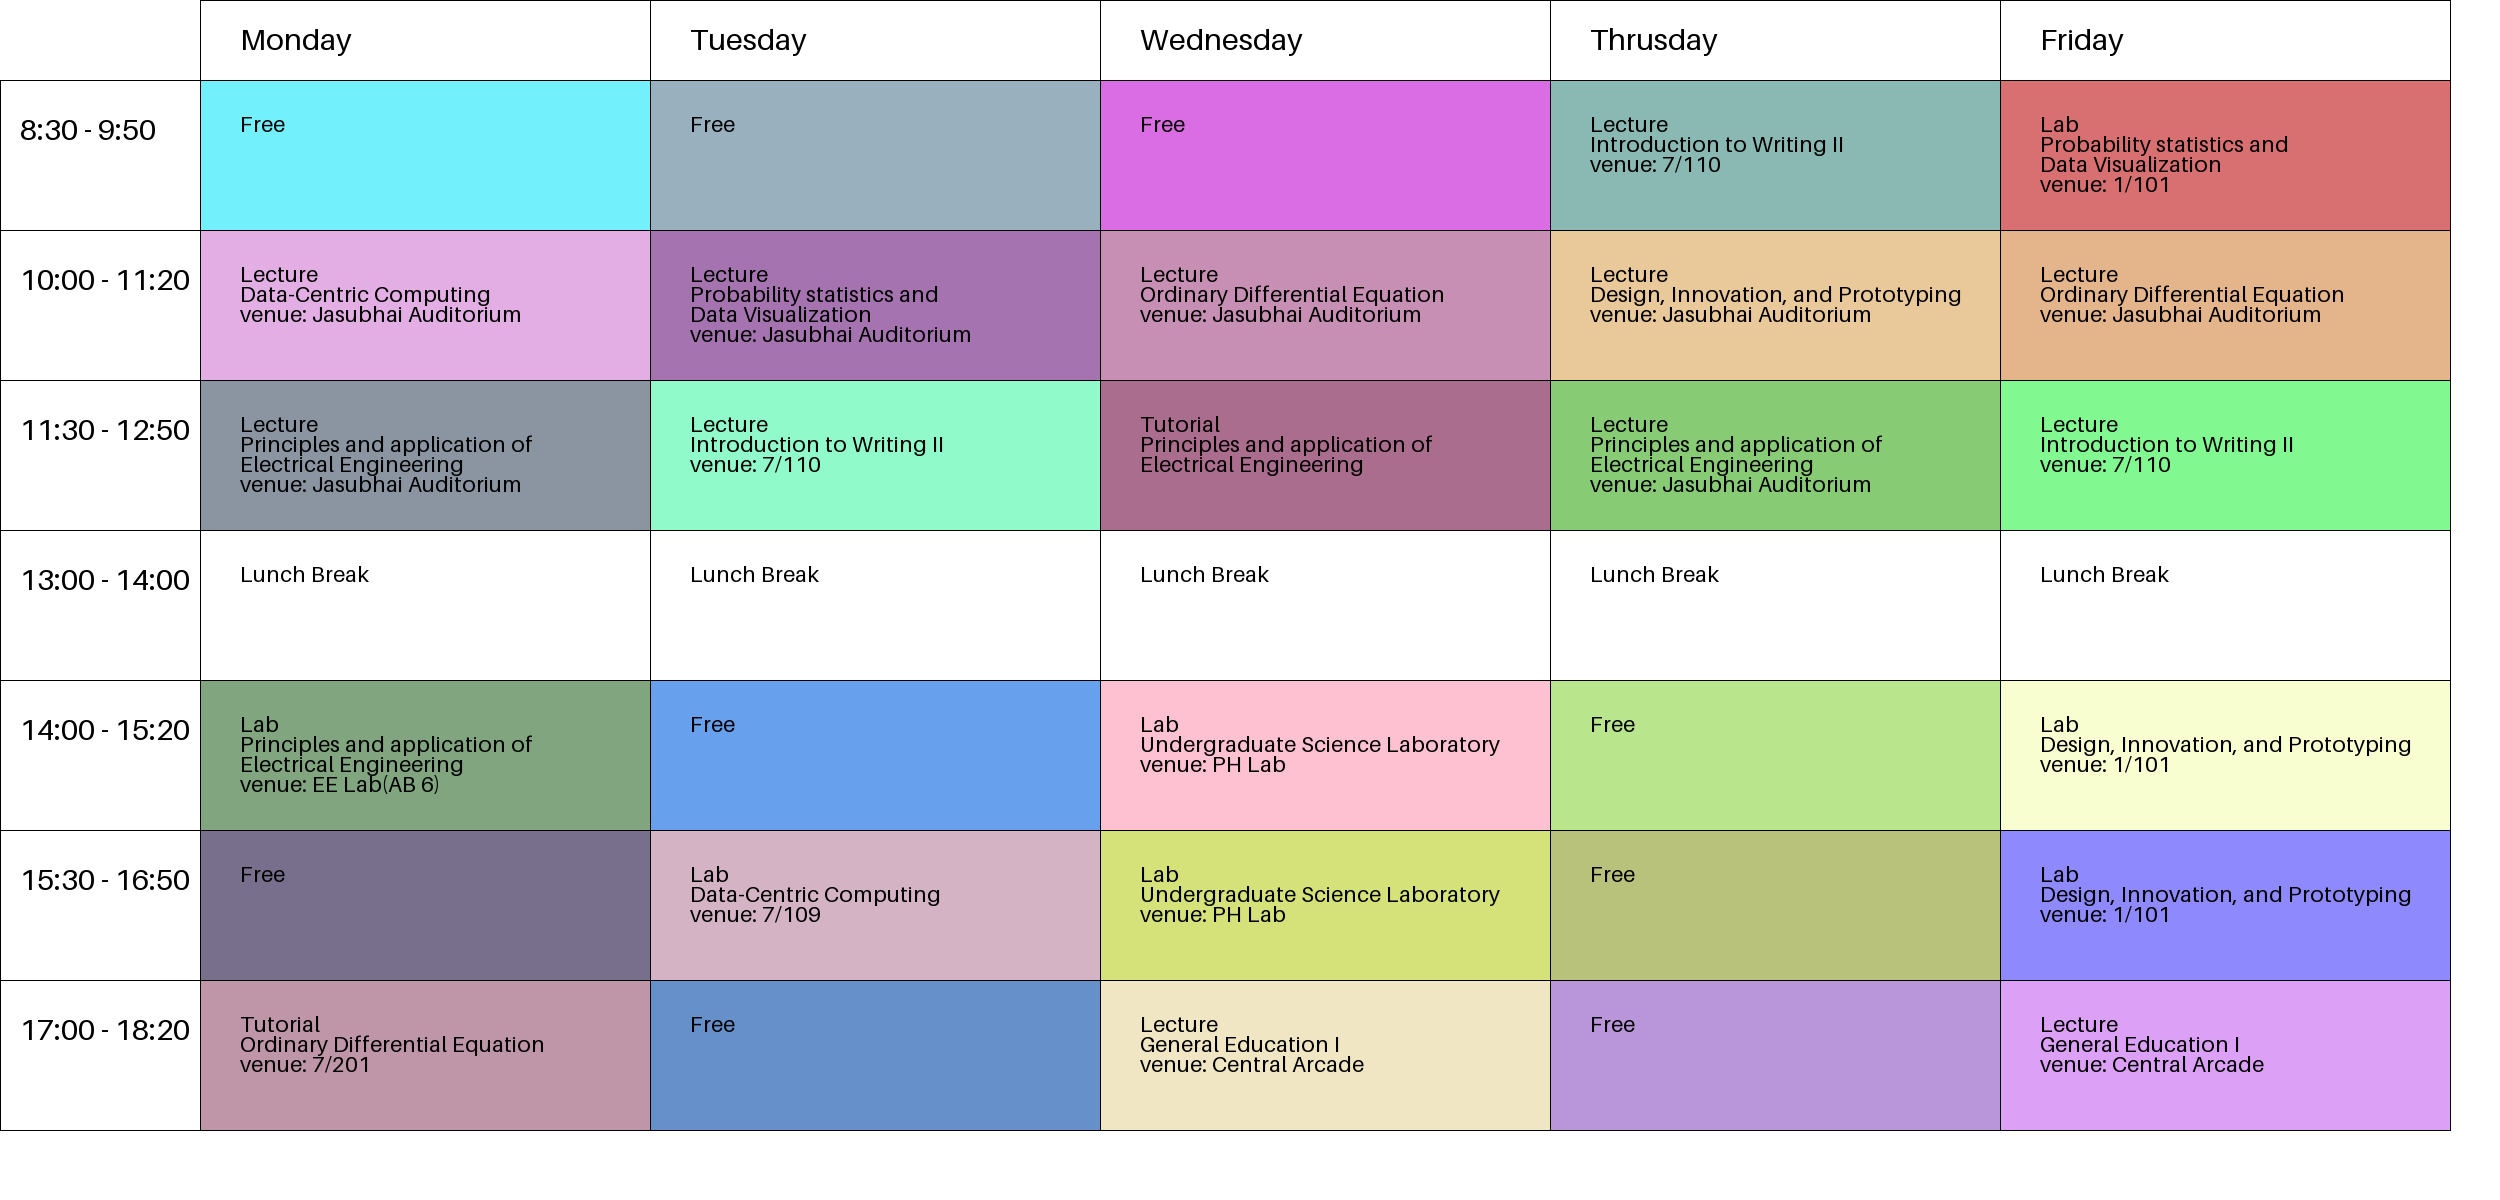 Monday
Tuesday
Wednesday
Thrusday
Friday
8:30 - 9:50
Free
Free
Free
Lecture
Introduction to Writing II
venue: 7/110
Lab
Probability statistics and
Data Visualization
venue: 1/101
10:00 - 11:20
Lecture
Data-Centric Computing
venue: Jasubhai Auditorium
Lecture
Probability statistics and
Data Visualization
venue: Jasubhai Auditorium
Lecture
Ordinary Differential Equation
venue: Jasubhai Auditorium
Lecture
Design, Innovation, and Prototyping
venue: Jasubhai Auditorium
Lecture
Ordinary Differential Equation
venue: Jasubhai Auditorium
11:30 - 12:50
Lecture
Principles and application of
Electrical Engineering
venue: Jasubhai Auditorium
Lecture
Introduction to Writing II
venue: 7/110
Tutorial
Principles and application of
Electrical Engineering
Lecture
Principles and application of
Electrical Engineering
venue: Jasubhai Auditorium
Lecture
Introduction to Writing II
venue: 7/110
13:00 - 14:00
Lunch Break
Lunch Break
Lunch Break
Lunch Break
Lunch Break
14:00 - 15:20
Lab
Principles and application of
Electrical Engineering
venue: EE Lab(AB 6)
Free
Lab
Undergraduate Science Laboratory
venue: PH Lab
Free
Lab
Design, Innovation, and Prototyping
venue: 1/101
15:30 - 16:50
Free
Lab
Data-Centric Computing
venue: 7/109
Lab
Undergraduate Science Laboratory
venue: PH Lab
Free
Lab
Design, Innovation, and Prototyping
venue: 1/101
17:00 - 18:20
Tutorial
Ordinary Differential Equation
venue: 7/201
Free
Lecture
General Education I
venue: Central Arcade
Free
Lecture
General Education I
venue: Central Arcade